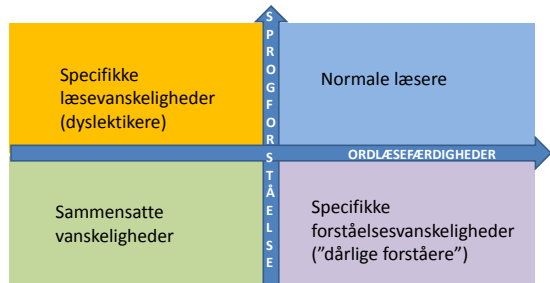 Specifikke
læsevanskeligheder
(dyslektikere)
Normale læsere
SPROGFORSTÅELSE
ORDLÆSEFÆRDIGHEDER
Sammensatte
vanskeligheder
Specifikke
forståelsesvanskeligheder
("dårlige forståere")